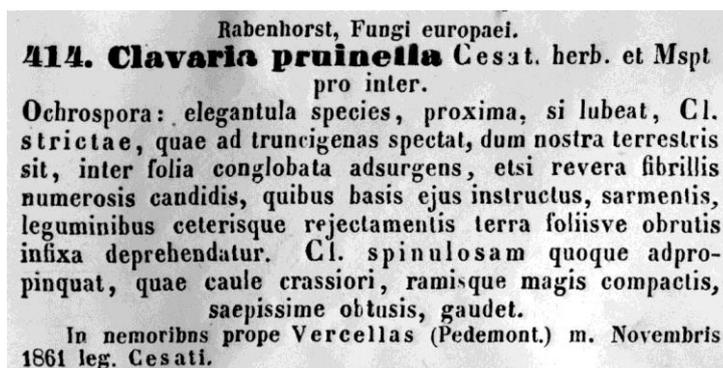 Rabenhorst, Fungi europaei.
414. Clavaria pruinella Cesat. herb. et Mspt
pro inter.
Ochrospora: elegantula species, proxima, si lubeat, Cl.
strictae, quae ad truncigenas spectat, dum nostra terrestris
sit, inter folia conglobata adsurgens, etsi revera fibrillis
numerosis candidis, quibus basis ejus instructus, sarmentis,
leguminibus ceterisque rejectamentis terra foliisve obrutis
infixa deprehendatur. Cl. spinulosam quoque adpro-
pinquat, quae caule crassiori, ramisque magis compactis,
saepissime obtusis, gaudet.
In nemoribns prope Vercellas (Pedemont.) m. Novembris
1861 leg. Cesati.